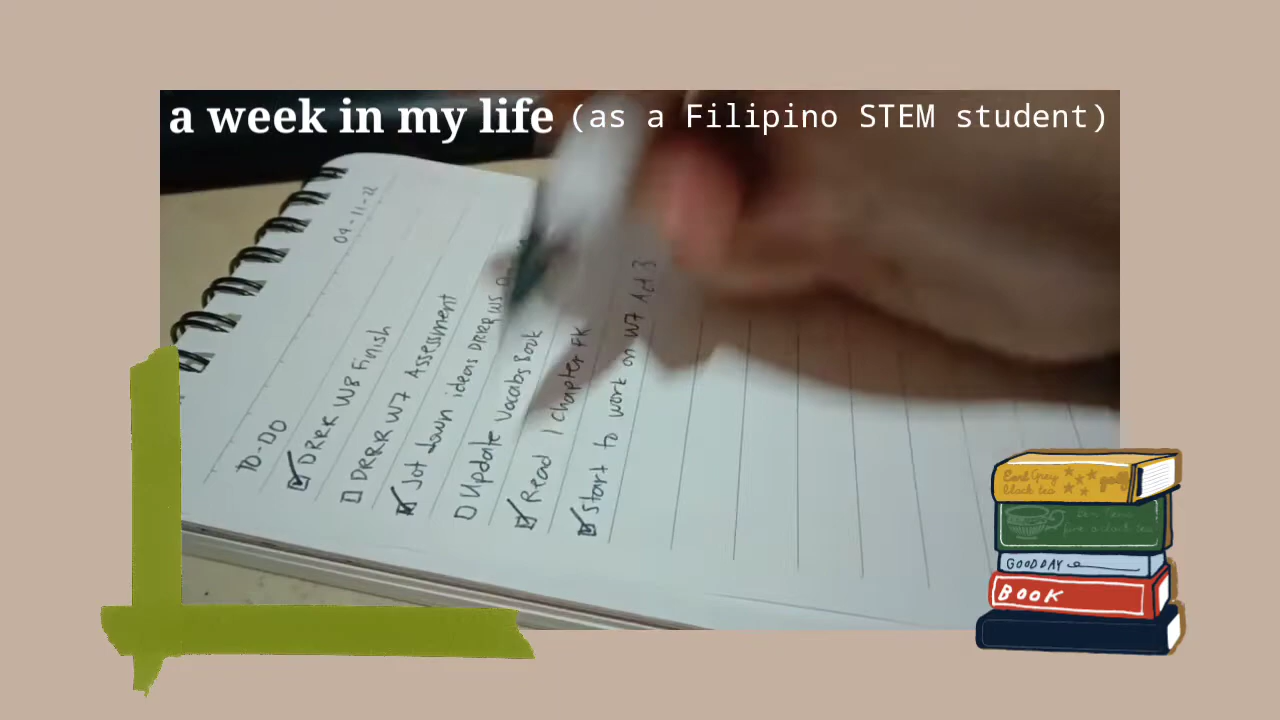 a week in my life (as a Filipino STEM student)
04-11-22
TO-DO
DRRR W8 Finish
DRRR W7 Assessment
Jot down ideas DRRR W5
Update Vocabs Book
Read 1 chapter FK
Start to work on W7 Act 3
Earl Grey
black tea
GOOD DAY
BOOK